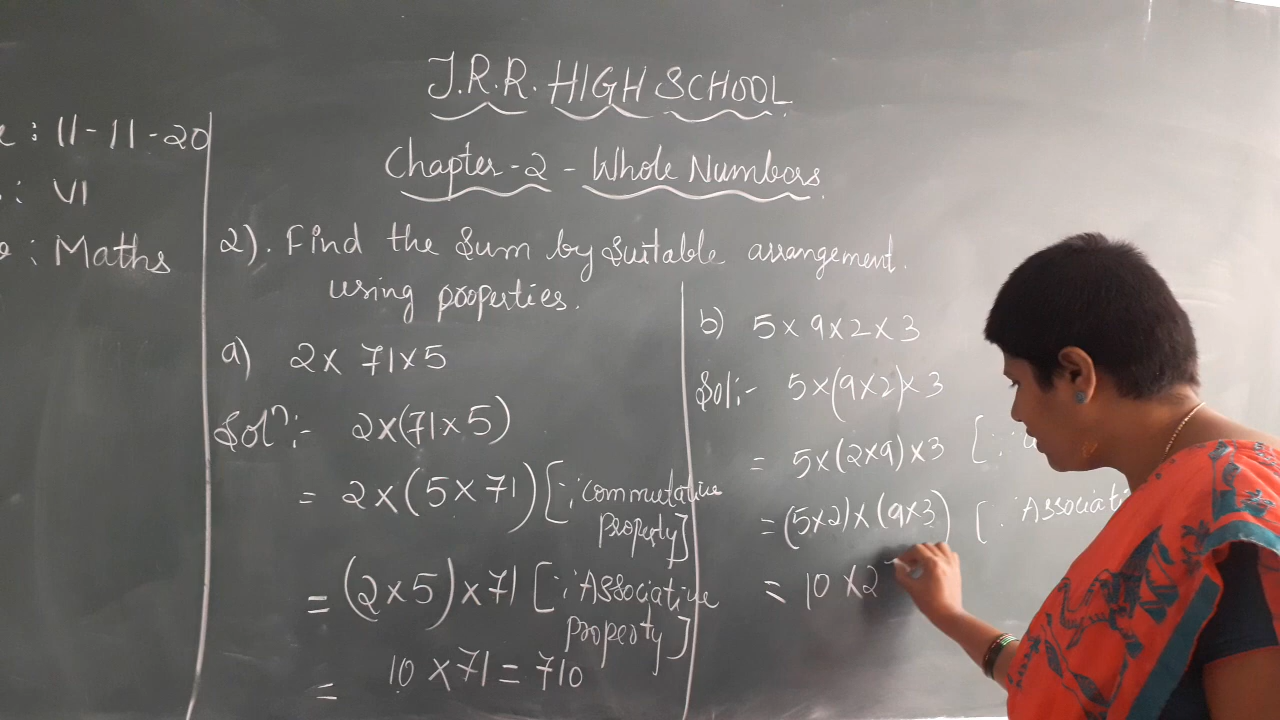 J.R.R. HIGH SCHOOL
Chapter-2 - Whole Numbers
: 11-11-20
: VI
: Maths
2). Find the Sum by Suitable arrangement.
using properties.
a) 2 x 71 x 5
Sol?:- 2 x (71 x 5)
= 2 x (5 x 71) [∵ commutative
property]
= (2 x 5) x 71 [∵ Associative
property]
= 10 x 71 = 710
b) 5 x 9 x 2 x 3
Sol:- 5 x (9 x 2) x 3
= 5 x (2 x 9) x 3 [∵
= (5 x 2) x (9 x 3) [∵
= 10 x 27